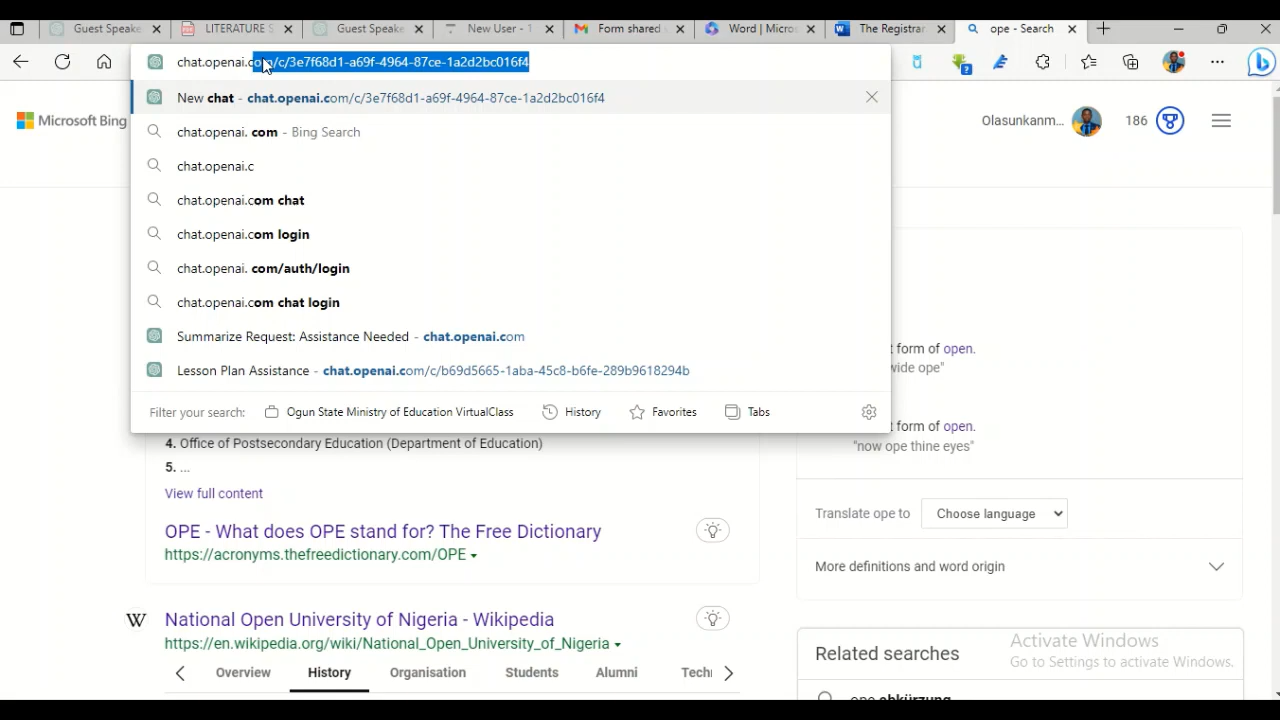 Guest Speake
LITERATURE S
Guest Speake
New User - 1
Form shared
Word | Micro
The Registrar
ope - Search
chat.openai.com/c/3e7f68d1-a69f-4964-87ce-1a2d2bc016f4
New chat - chat.openai.com/c/3e7f68d1-a69f-4964-87ce-1a2d2bc016f4
chat.openai. com - Bing Search
chat.openai.c
chat.openai.com chat
chat.openai.com login
chat.openai. com/auth/login
chat.openai.com chat login
Summarize Request: Assistance Needed - chat.openai.com
Lesson Plan Assistance - chat.openai.com/c/b69d5665-1aba-45c8-b6fe-289b9618294b
Filter your search: Ogun State Ministry of Education VirtualClass History Favorites Tabs
Microsoft Bing
Olasunkanm... 186
4. Office of Postsecondary Education (Department of Education)
5. ...
View full content
OPE - What does OPE stand for? The Free Dictionary
https://acronyms.thefreedictionary.com/OPE
National Open University of Nigeria - Wikipedia
W
https://en.wikipedia.org/wiki/National_Open_University_of_Nigeria
Overview History Organisation Students Alumni Techi
t form of open.
wide ope"
t form of open.
"now ope thine eyes"
Translate ope to Choose language
More definitions and word origin
Related searches
ope abkürzung
Activate Windows
Go to Settings to activate Windows.